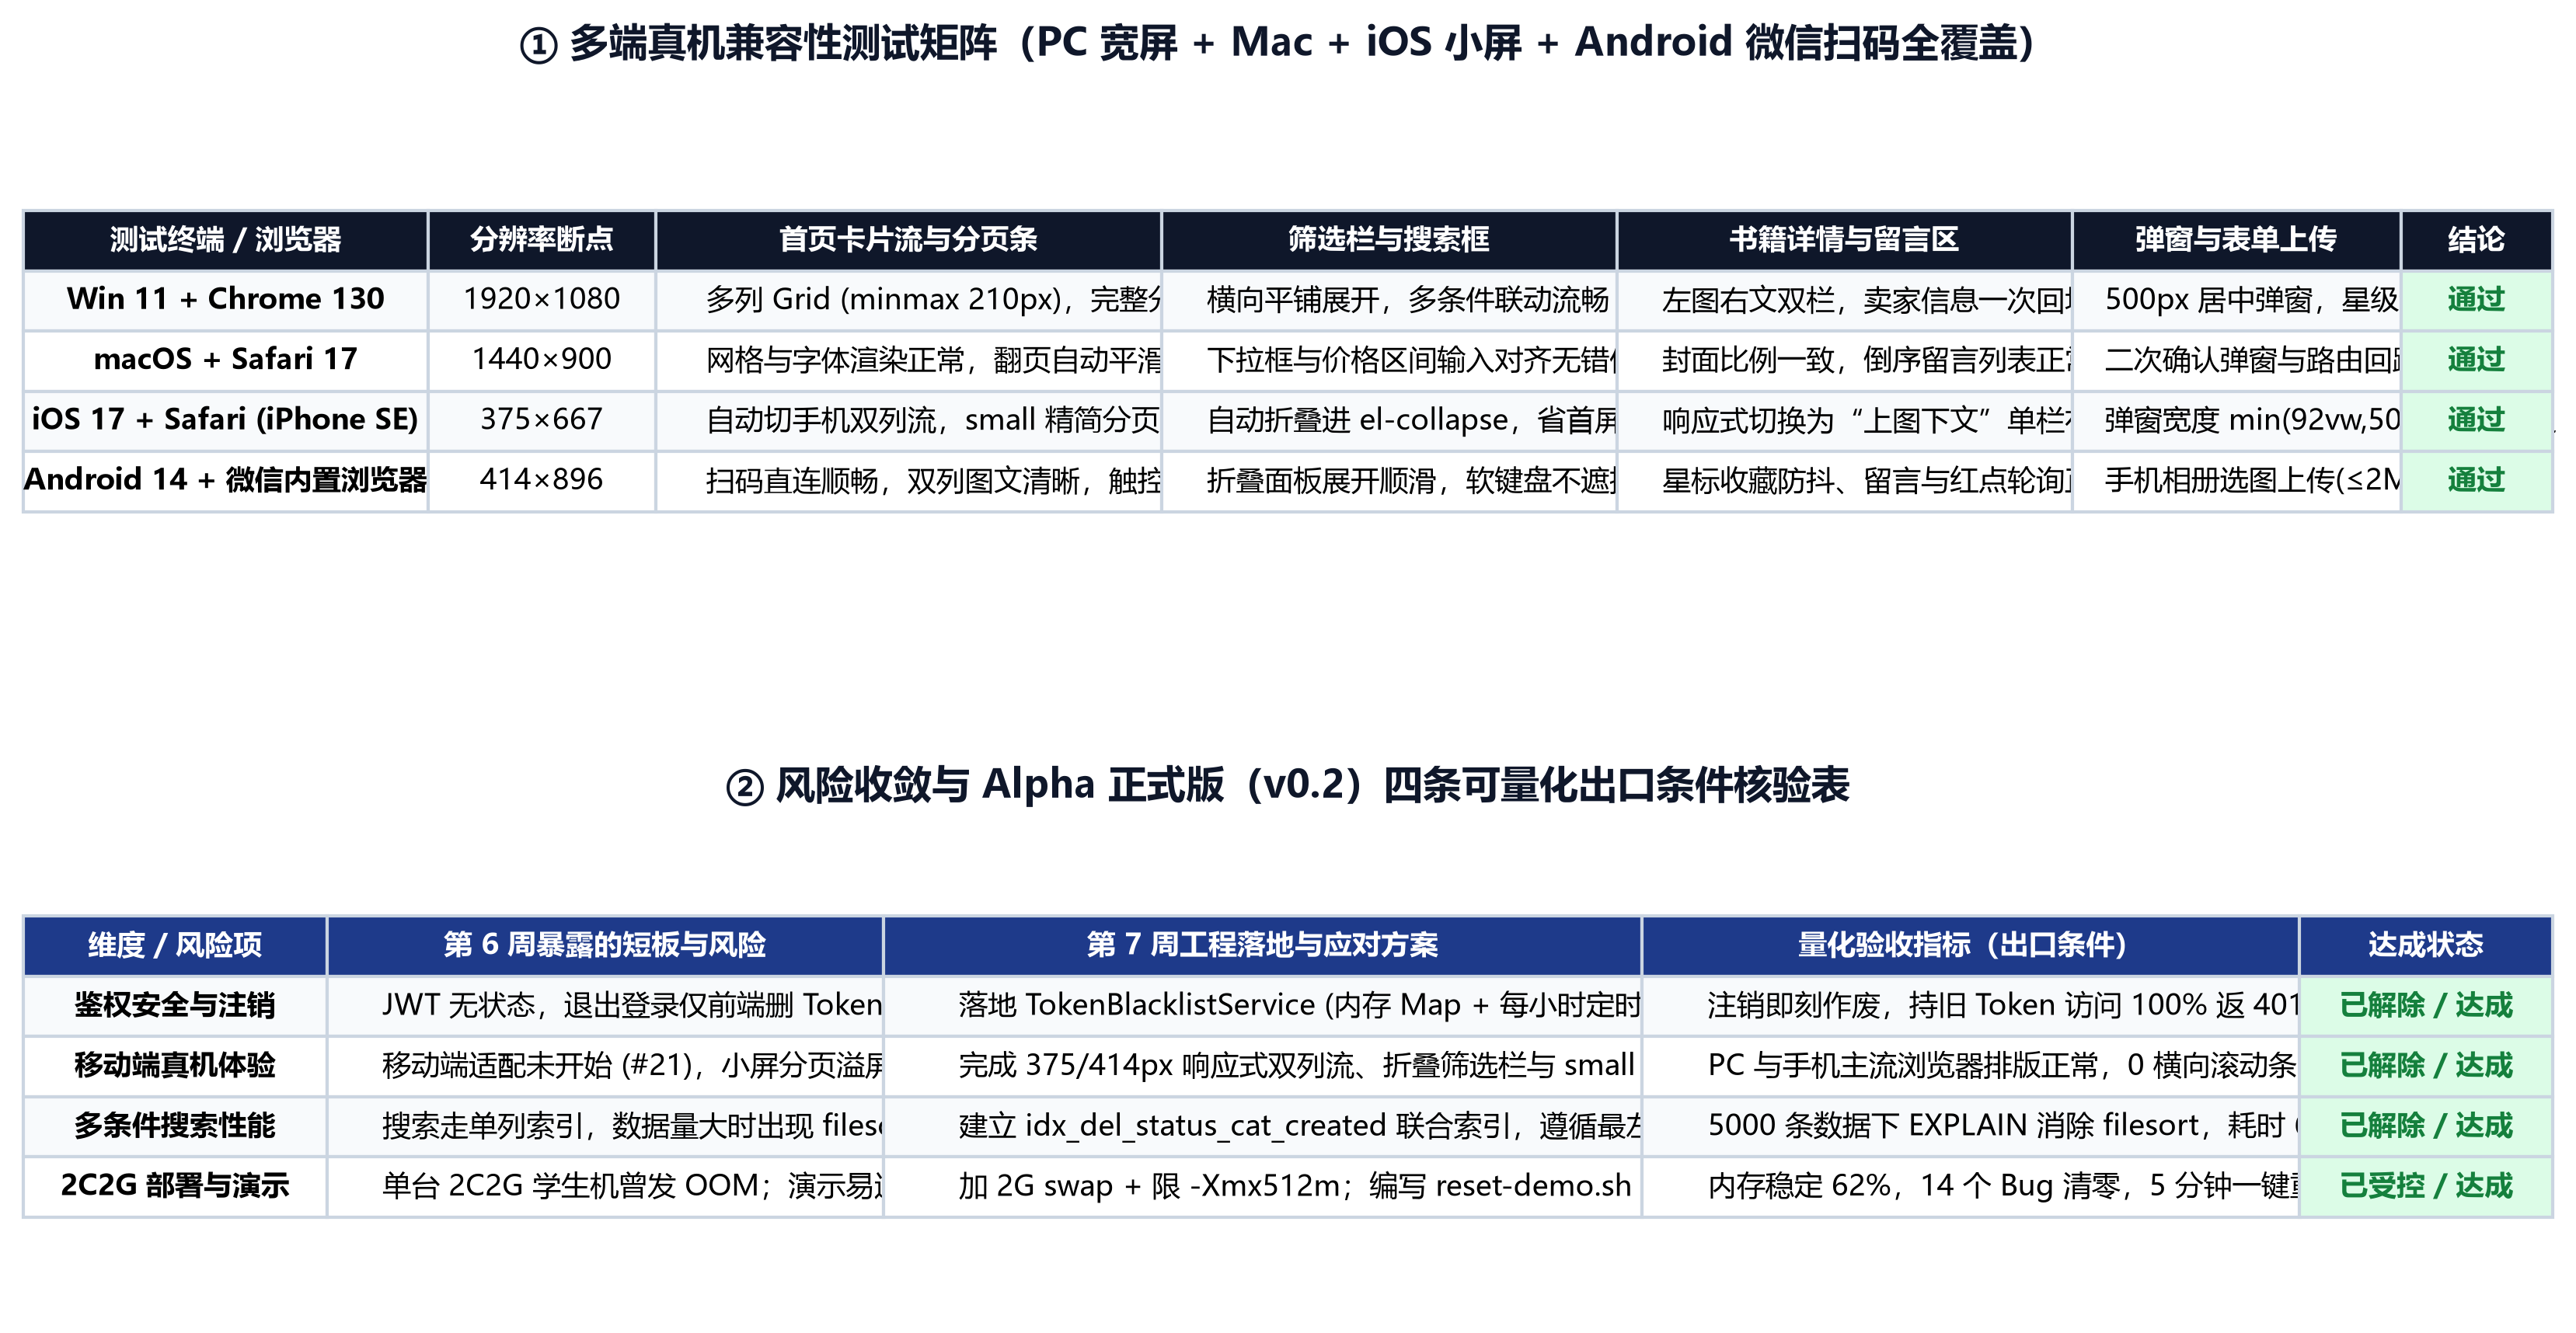 ① 多端真机兼容性测试矩阵（PC 宽屏 + Mac + iOS 小屏 + Android 微信扫码全覆盖）
测试终端 / 浏览器 分辨率断点 首页卡片流与分页条 筛选栏与搜索框 书籍详情与留言区 弹窗与表单上传 结论
Win 11 + Chrome 130 1920×1080 多列 Grid (minmax 210px)，完整 横向平铺展开，多条件联动流畅 左图右文双栏，卖家信息一次回 500px 居中弹窗，星级 通过
macOS + Safari 17 1440×900 网格与字体渲染正常，翻页自动平滑 下拉框与价格区间输入对齐无错 封面比例一致，倒序留言列表正常 二次确认弹窗与路由回 通过
iOS 17 + Safari (iPhone SE) 375×667 自动切手机双列流，small 精简分页 自动折叠进 el-collapse，省首屏 响应式切换为“上图下文”单栏 弹窗宽度 min(92vw,50 通过
Android 14 + 微信内置浏览器 414×896 扫码直连顺畅，双列图文清晰，触控 折叠面板展开顺滑，软键盘不遮 星标收藏防抖、留言与红点轮询 手机相册选图上传(≤2M 通过
② 风险收敛与 Alpha 正式版（v0.2）四条可量化出口条件核验表
维度 / 风险项 第 6 周暴露的短板与风险 第 7 周工程落地与应对方案 量化验收指标（出口条件） 达成状态
鉴权安全与注销 JWT 无状态，退出登录仅前端删 Token 落地 TokenBlacklistService (内存 Map + 每小时定时 注销即刻作废，持旧 Token 访问 100% 返 401 已解除 / 达成
移动端真机体验 移动端适配未开始 (#21)，小屏分页溢屏 完成 375/414px 响应式双列流、折叠筛选栏与 small PC 与手机主流浏览器排版正常，0 横向滚动条 已解除 / 达成
多条件搜索性能 搜索走单列索引，数据量大时出现 fileso 建立 idx_del_status_cat_created 联合索引，遵循最左 5000 条数据下 EXPLAIN 消除 filesort，耗时 已解除 / 达成
2C2G 部署与演示 单台 2C2G 学生机曾发 OOM；演示易 加 2G swap + 限 -Xmx512m；编写 reset-demo.sh 内存稳定 62%，14 个 Bug 清零，5 分钟一键 已受控 / 达成